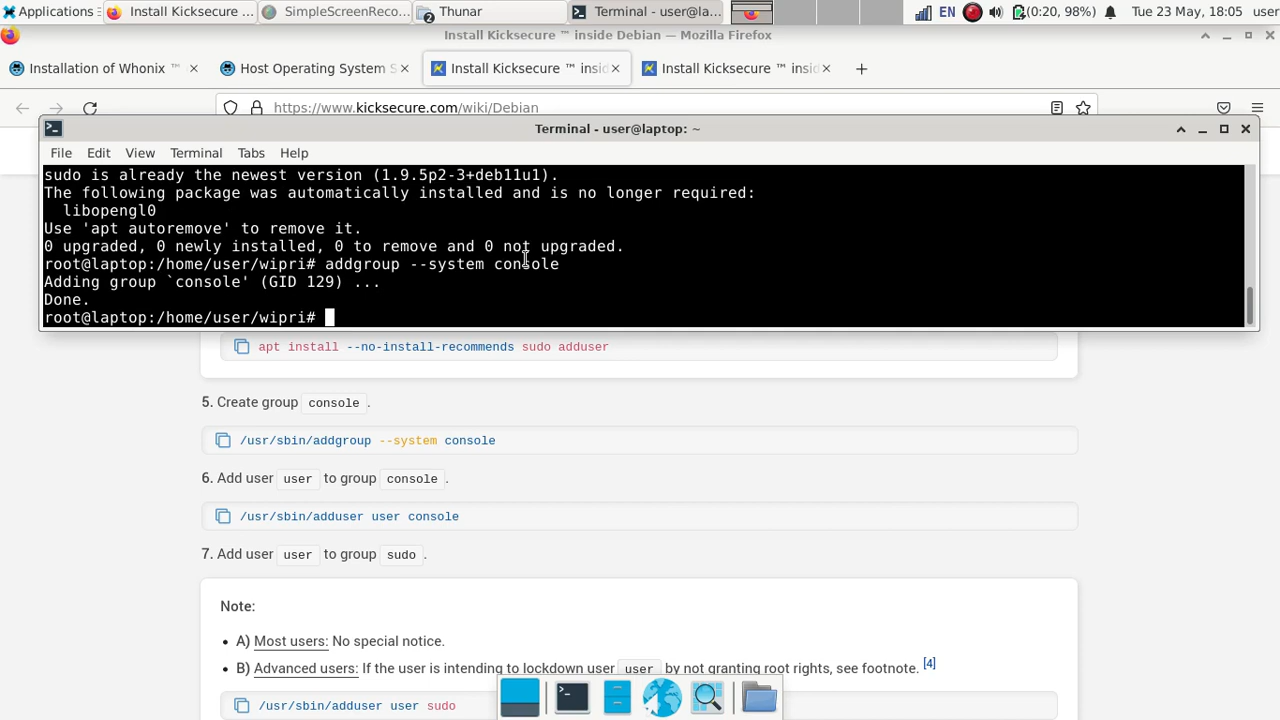 Applications
Install Kicksecure ™ ...
SimpleScreenReco...
2
Thunar
Terminal - user@la...
EN
(0:20, 98%)
Tue 23 May, 18:05
user
Install Kicksecure ™ inside Debian — Mozilla Firefox
Installation of Whonix ™
Host Operating System S
Install Kicksecure ™ insid
Install Kicksecure ™ insid
https://www.kicksecure.com/wiki/Debian
Terminal - user@laptop: ~
File Edit View Terminal Tabs Help
sudo is already the newest version (1.9.5p2-3+deb11u1).
The following package was automatically installed and is no longer required:
libopengl0
Use 'apt autoremove' to remove it.
0 upgraded, 0 newly installed, 0 to remove and 0 not upgraded.
root@laptop:/home/user/wipri# addgroup --system console
Adding group `console' (GID 129) ...
Done.
root@laptop:/home/user/wipri#
apt install --no-install-recommends sudo adduser
5. Create group console .
/usr/sbin/addgroup --system console
6. Add user user to group console .
/usr/sbin/adduser user console
7. Add user user to group sudo .
Note:
• A) Most users: No special notice.
• B) Advanced users: If the user is intending to lockdown user user by not granting root rights, see footnote. [4]
/usr/sbin/adduser user sudo